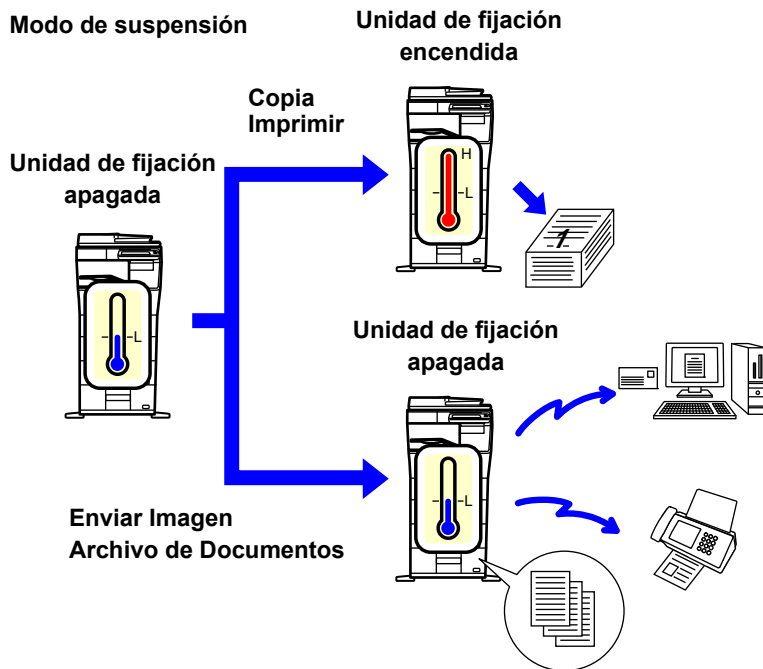 Modo de suspensión
Unidad de fijación
encendida
Copia
Imprimir
Unidad de fijación
apagada
H
L
1
L
Unidad de fijación
apagada
L
Enviar Imagen
Archivo de Documentos